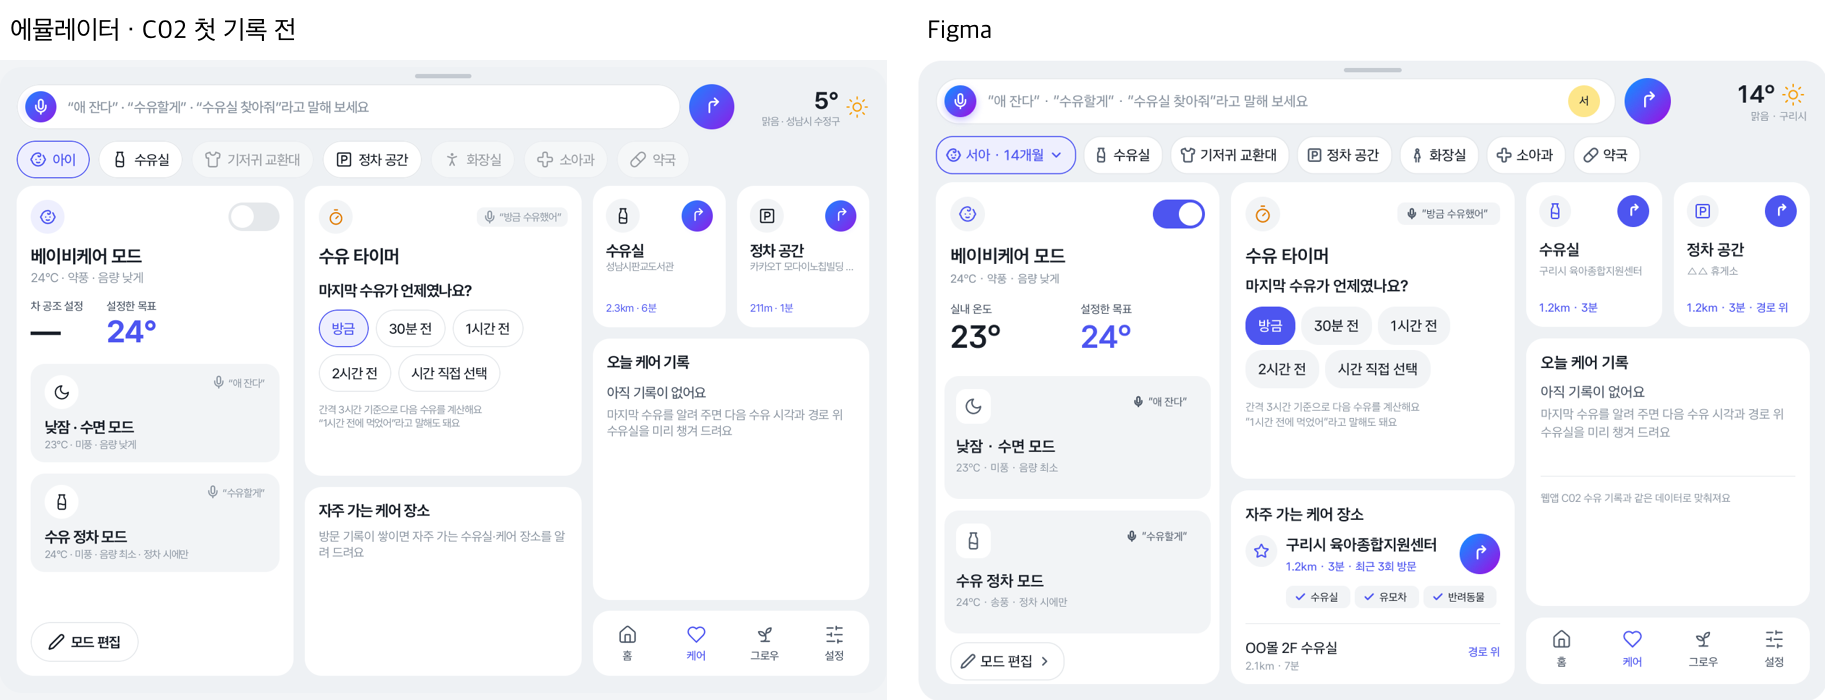 에뮬레이터 · C02 첫 기록 전
“애 잔다” · “수유할게” · “수유실 찾아줘”라고 말해 보세요
5°
맑음 · 성남시 수정구
아이
수유실
기저귀 교환대
정차 공간
화장실
소아과
약국
베이비케어 모드
24°C · 약풍 · 음량 낮게
차 공조 설정
설정한 목표
—
24°
“애 잔다”
낮잠 · 수면 모드
23°C · 미풍 · 음량 낮게
“수유할게”
수유 정차 모드
24°C · 미풍 · 음량 최소 · 정차 시에만
모드 편집
“방금 수유했어”
수유 타이머
마지막 수유가 언제였나요?
방금
30분 전
1시간 전
2시간 전
시간 직접 선택
간격 3시간 기준으로 다음 수유를 계산해요
“1시간 전에 먹었어”라고 말해도 돼요
자주 가는 케어 장소
방문 기록이 쌓이면 자주 가는 수유실·케어 장소를 알
려 드려요
수유실
성남시판교도서관
2.3km · 6분
정차 공간
카카오T 모다이노칩빌딩 ...
211m · 1분
오늘 케어 기록
아직 기록이 없어요
마지막 수유를 알려 주면 다음 수유 시각과 경로 위
수유실을 미리 챙겨 드려요
홈
케어
그로우
설정
Figma
“애 잔다” · “수유할게” · “수유실 찾아줘”라고 말해 보세요
서
14°
맑음 · 구리시
서아 · 14개월
수유실
기저귀 교환대
정차 공간
화장실
소아과
약국
베이비케어 모드
24°C · 약풍 · 음량 낮게
실내 온도
설정한 목표
23°
24°
“애 잔다”
낮잠 · 수면 모드
23°C · 미풍 · 음량 최소
“수유할게”
수유 정차 모드
24°C · 송풍 · 정차 시에만
모드 편집
“방금 수유했어”
수유 타이머
마지막 수유가 언제였나요?
방금
30분 전
1시간 전
2시간 전
시간 직접 선택
간격 3시간 기준으로 다음 수유를 계산해요
“1시간 전에 먹었어”라고 말해도 돼요
자주 가는 케어 장소
구리시 육아종합지원센터
1.2km · 3분 · 최근 3회 방문
수유실
유모차
반려동물
OO몰 2F 수유실
2.1km · 7분
경로 위
수유실
구리시 육아종합지원센터
1.2km · 3분
정차 공간
△△ 휴게소
1.2km · 3분 · 경로 위
오늘 케어 기록
아직 기록이 없어요
마지막 수유를 알려 주면 다음 수유 시각과 경로 위
수유실을 미리 챙겨 드려요
웹앱 C02 수유 기록과 같은 데이터로 맞춰져요
홈
케어
그로우
설정